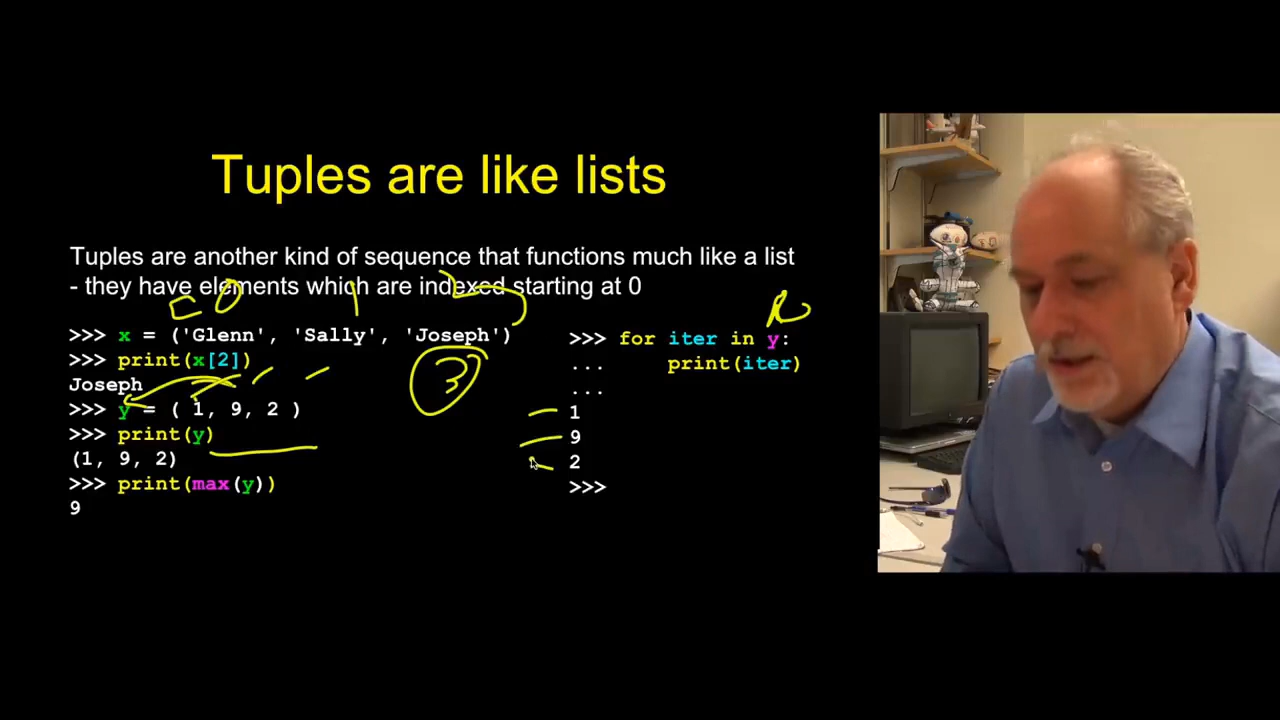 Tuples are like lists
Tuples are another kind of sequence that functions much like a list
- they have elements which are indexed starting at 0
0 1 2
>>> x = ('Glenn', 'Sally', 'Joseph')
>>> print(x[2])
Joseph
3
>>> y = ( 1, 9, 2 )
>>> print(y)
(1, 9, 2)
>>> print(max(y))
9
>>> for iter in y:
...     print(iter)
...
1
9
2
>>>